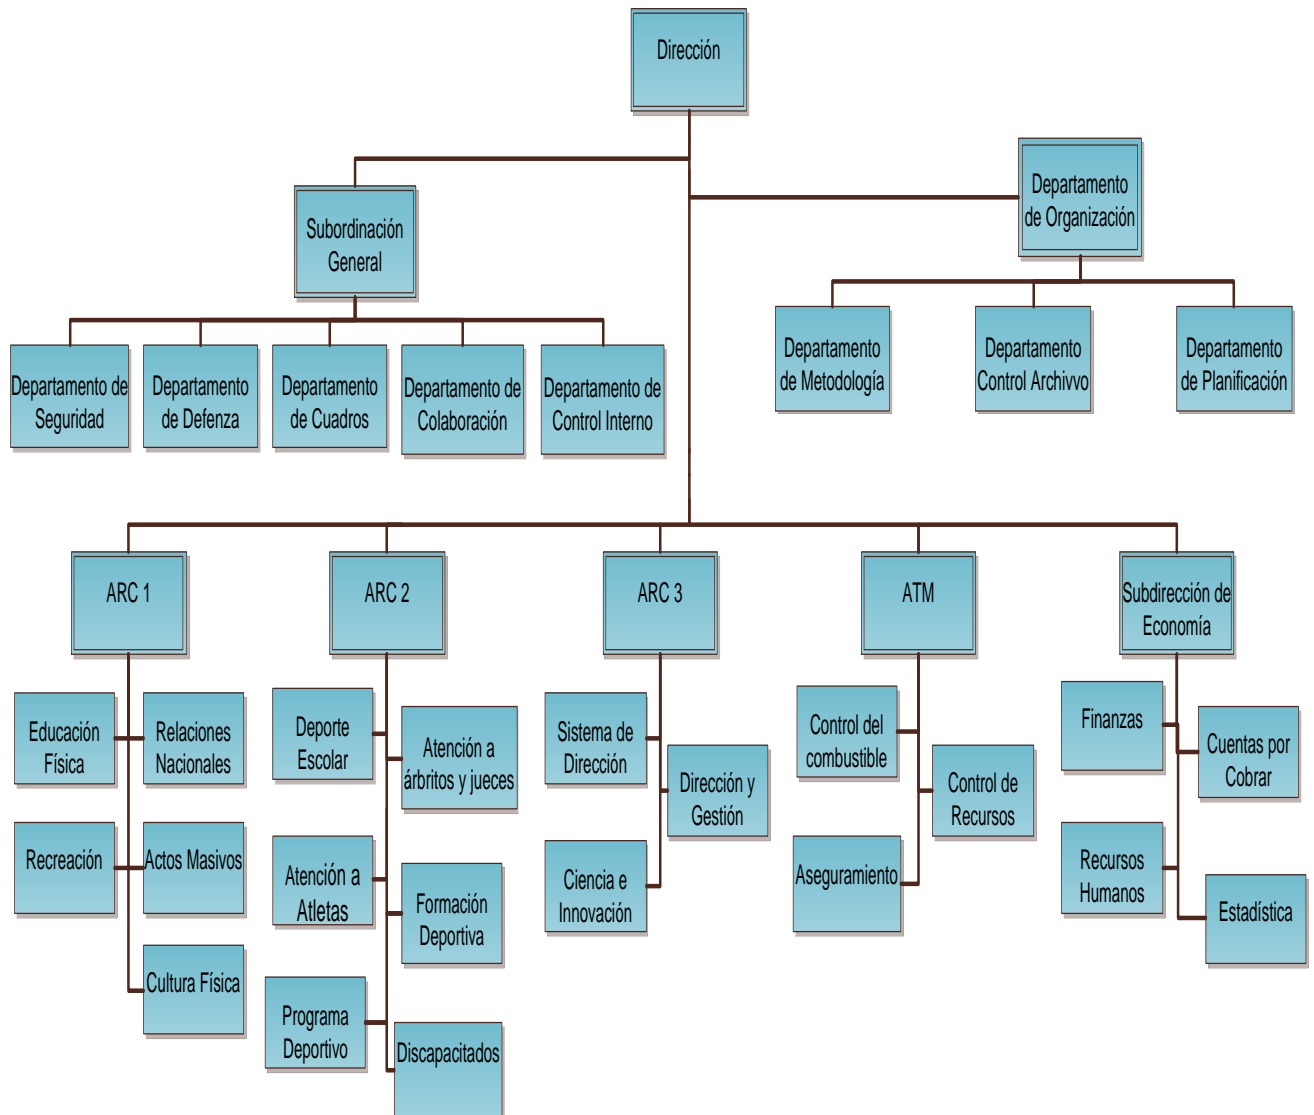 Dirección
Departamento
de Organización
Subordinación
General
Departamento
de Metodología
Departamento
Control Archivvo
Departamento
de Planificación
Departamento de
Seguridad
Departamento
de Defenza
Departamento
de Cuadros
Departamento de
Colaboración
Departamento de
Control Interno
ARC 1
ARC 2
ARC 3
ATM
Subdirección de
Economía
Educación
Física
Relaciones
Nacionales
Recreación
Actos Masivos
Cultura Física
Deporte
Escolar
Atención a
árbritos y jueces
Atención a
Atletas
Formación
Deportiva
Programa
Deportivo
Discapacitados
Sistema de
Dirección
Dirección y
Gestión
Ciencia e
Innovación
Control del
combustible
Control de
Recursos
Aseguramiento
Finanzas
Cuentas por
Cobrar
Recursos
Humanos
Estadística